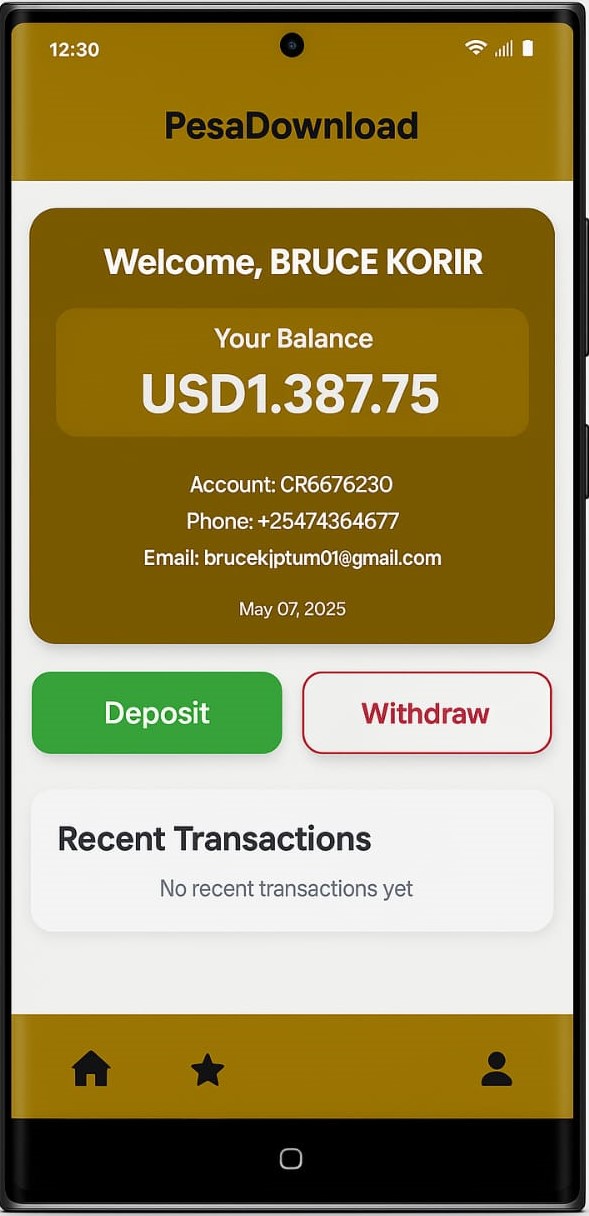 12:30
PesaDownload
Welcome, BRUCE KORIR
Your Balance
USD1.387.75
Account: CR6676230
Phone: +25474364677
Email: brucekjptum01@gmail.com
May 07, 2025
Deposit
Withdraw
Recent Transactions
No recent transactions yet